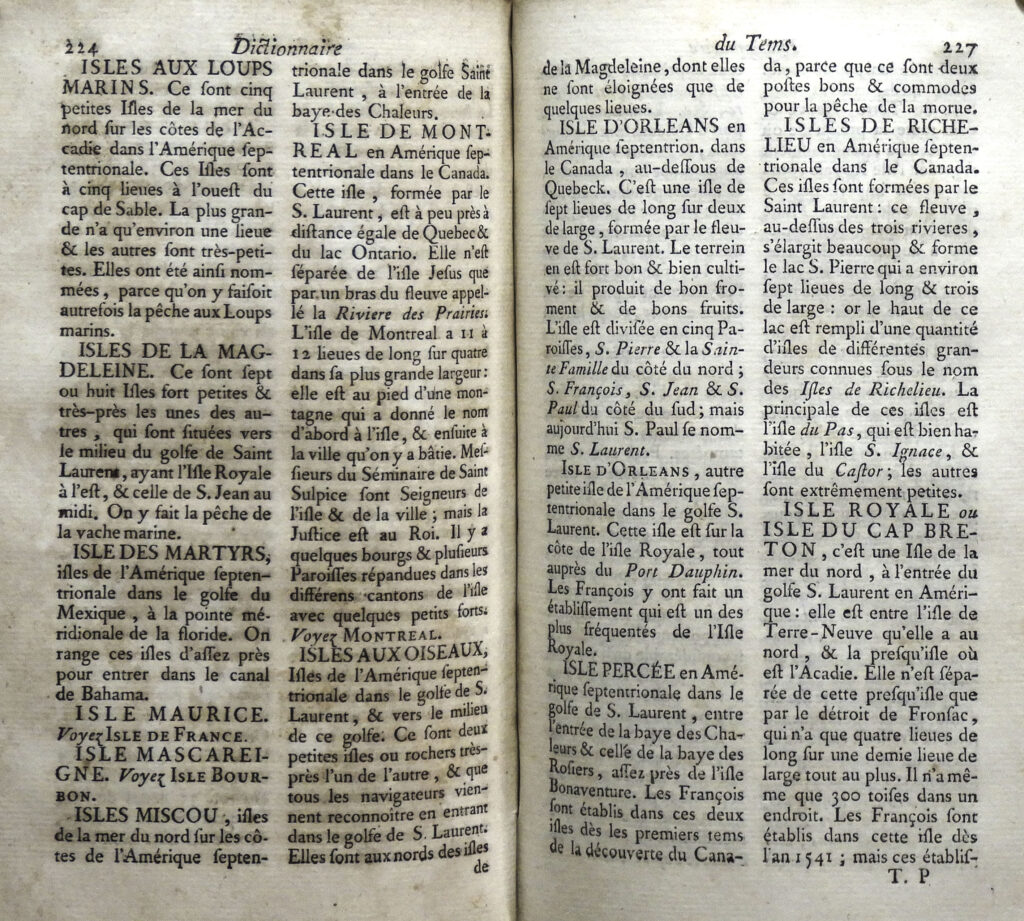 224 Dictionnaire
ISLES AUX LOUPS
MARINS. Ce ſont cinq
petites Iſles de la mer du
nord ſur les côtes de l'Ac-
cadie dans l'Amérique ſep-
tentrionale. Ces Iſles ſont
à cinq lieues à l'oueſt du
cap de Sable. La plus gran-
de n'a qu'environ une lieue
& les autres ſont très-peti-
tes. Elles ont été ainſi nom-
mées, parce qu'on y faiſoit
autrefois la pêche aux Loups
marins.
ISLES DE LA MAG-
DELEINE. Ce ſont ſept
ou huit Iſles fort petites &
très-près les unes des au-
tres, qui ſont ſituées vers
le milieu du golfe de Saint
Laurent, ayant l'Iſle Royale
à l'eſt, & celle de S. Jean au
midi. On y fait la pêche de
la vache marine.
ISLE DES MARTYRS,
iſles de l'Amérique ſepten-
trionale dans le golfe du
Mexique, à la pointe mé-
ridionale de la floride. On
range ces iſles d'aſſez près
pour entrer dans le canal
de Bahama.
ISLE MAURICE.
Voyez ISLE DE FRANCE.
ISLE MASCAREI-
GNE. Voyez ISLE BOUR-
BON.
ISLES MISCOU, iſles
de la mer du nord ſur les cô-
tes de l'Amérique ſepten-
trionale dans le golfe Saint
Laurent, à l'entrée de la
baye des Chaleurs.
ISLE DE MONT-
REAL en Amérique ſep-
tentrionale dans le Canada.
Cette iſle, formée par le
S. Laurent, eſt à peu près à
diſtance égale de Quebec &
du lac Ontario. Elle n'eſt
ſéparée de l'iſle Jeſus que
par un bras du fleuve appel-
lé la Riviere des Prairies.
L'iſle de Montreal a 11 à
12 lieues de long ſur quatre
dans ſa plus grande largeur:
elle eſt au pied d'une mon-
tagne qui a donné le nom
d'abord à l'iſle, & enſuite à
la ville qu'on y a bâtie. Meſ-
ſieurs du Séminaire de Saint
Sulpice ſont Seigneurs de
l'iſle & de la ville; mais la
Juſtice eſt au Roi. Il y a
quelques bourgs & pluſieurs
Paroiſſes répandues dans les
différens cantons de l'iſle
avec quelques petits forts.
Voyez MONTREAL.
ISLES AUX OISEAUX,
Iſles de l'Amérique ſepten-
trionale dans le golfe de S.
Laurent, & vers le milieu
de ce golfe. Ce ſont deux
petites iſles ou rochers très-
près l'un de l'autre, & que
tous les navigateurs vien-
nent reconnoitre en entrant
dans le golfe de S. Laurent.
Elles ſont aux nords des iſles
de
du Tems. 227
de la Magdeleine, dont elles
ne ſont éloignées que de
quelques lieues.
ISLE D'ORLEANS en
Amérique ſeptentrion. dans
le Canada, au-deſſous de
Quebeck. C'eſt une iſle de
ſept lieues de long ſur deux
de large, formée par le fleu-
ve de S. Laurent. Le terrein
en eſt fort bon & bien culti-
vé: il produit de bon fro-
ment & de bons fruits.
L'iſle eſt diviſée en cinq Pa-
roiſſes, S. Pierre & la Sain-
te Famille du côté du nord;
S. François, S. Jean & S.
Paul du côté du ſud; mais
aujourd'hui S. Paul ſe nom-
me S. Laurent.
ISLE D'ORLEANS, autre
petite iſle de l'Amérique ſep-
tentrionale dans le golfe S.
Laurent. Cette iſle eſt ſur la
côte de l'iſle Royale, tout
auprès du Port Dauphin.
Les François y ont fait un
établiſſement qui eſt un des
plus fréquentés de l'Iſle
Royale.
ISLE PERCÉE en Amé-
rique ſeptentrionale dans le
golfe de S. Laurent, entre
l'entrée de la baye des Cha-
leurs & celle de la baye des
Roſiers, aſſez près de l'iſle
Bonaventure. Les François
ſont établis dans ces deux
iſles dès les premiers tems
de la découverte du Cana-
da, parce que ce ſont deux
poſtes bons & commodes
pour la pêche de la morue.
ISLES DE RICHE-
LIEU en Amérique ſepten-
trionale dans le Canada.
Ces iſles ſont formées par le
Saint Laurent: ce fleuve,
au-deſſus des trois rivieres,
s'élargit beaucoup & forme
le lac S. Pierre qui a environ
ſept lieues de long & trois
de large: or le haut de ce
lac eſt rempli d'une quantité
d'iſles de différentes gran-
deurs connues ſous le nom
des Iſles de Richelieu. La
principale de ces iſles eſt
l'iſle du Pas, qui eſt bien ha-
bitée, l'iſle S. Ignace, &
l'iſle du Caſtor; les autres
ſont extrêmement petites.
ISLE ROYALE ou
ISLE DU CAP BRE-
TON, c'eſt une Iſle de la
mer du nord, à l'entrée du
golfe S. Laurent en Améri-
que: elle eſt entre l'iſle de
Terre-Neuve qu'elle a au
nord, & la preſqu'iſle où
eſt l'Acadie. Elle n'eſt ſépa-
rée de cette preſqu'iſle que
par le détroit de Fronſac,
qui n'a que quatre lieues de
long ſur une demie lieue de
large tout au plus. Il n'a mê-
me que 300 toiſes dans un
endroit. Les François ſont
établis dans cette iſle dès
l'an 1541; mais ces établiſ-
T. P